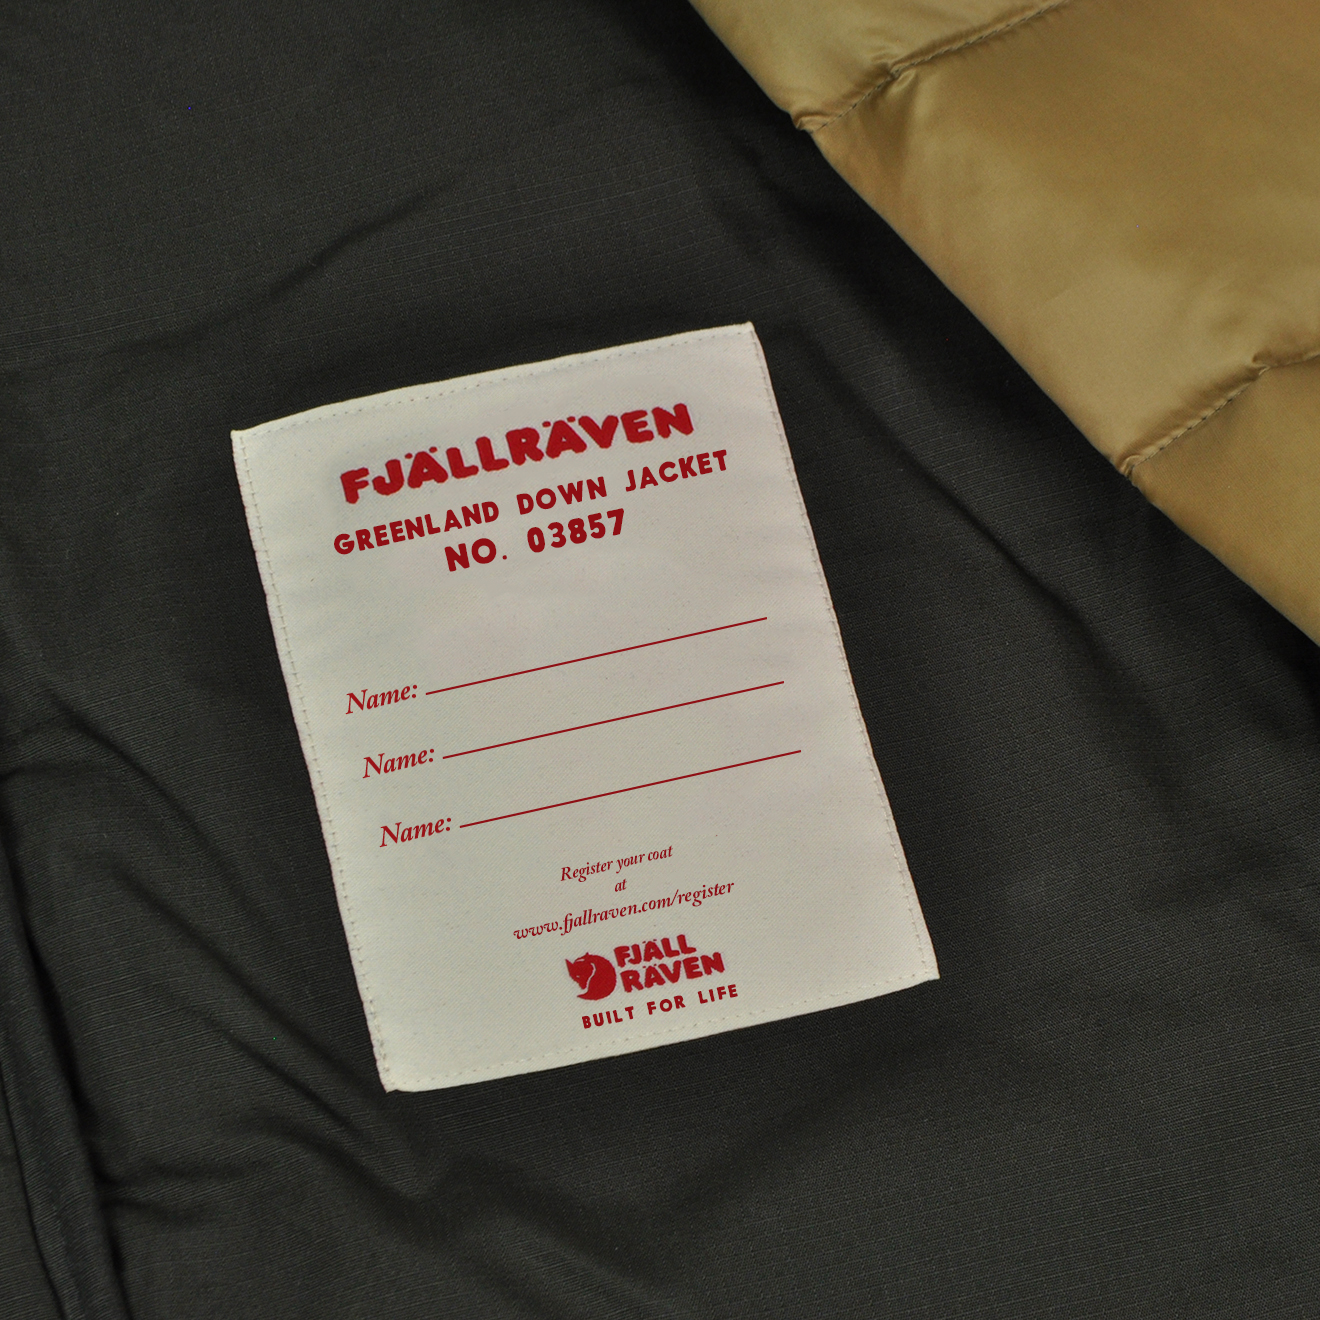 FJÄLLRÄVEN
GREENLAND DOWN JACKET
NO. 03857
Name:
Name:
Name:
Register your coat
at
www.fjallraven.com/register
FJÄLL
RÄVEN
BUILT FOR LIFE